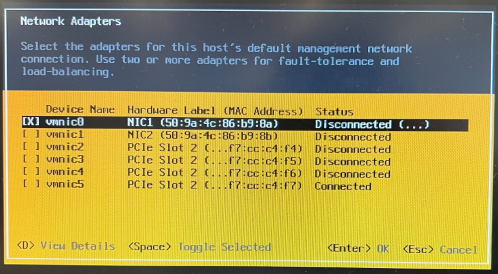 Network Adapters
Select the adapters for this host's default management network
connection. Use two or more adapters for fault-tolerance and
load-balancing.
Device Name Hardware Label (MAC Address) Status
[X] vmnic0 NIC1 (50:9a:4c:86:b9:8a) Disconnected (...)
[ ] vmnic1 NIC2 (50:9a:4c:86:b9:8b) Disconnected
[ ] vmnic2 PCIe Slot 2 (...f7:cc:c4:f4) Disconnected
[ ] vmnic3 PCIe Slot 2 (...f7:cc:c4:f5) Disconnected
[ ] vmnic4 PCIe Slot 2 (...f7:cc:c4:f6) Disconnected
[ ] vmnic5 PCIe Slot 2 (...f7:cc:c4:f7) Connected
<D> View Details <Space> Toggle Selected <Enter> OK <Esc> Cancel